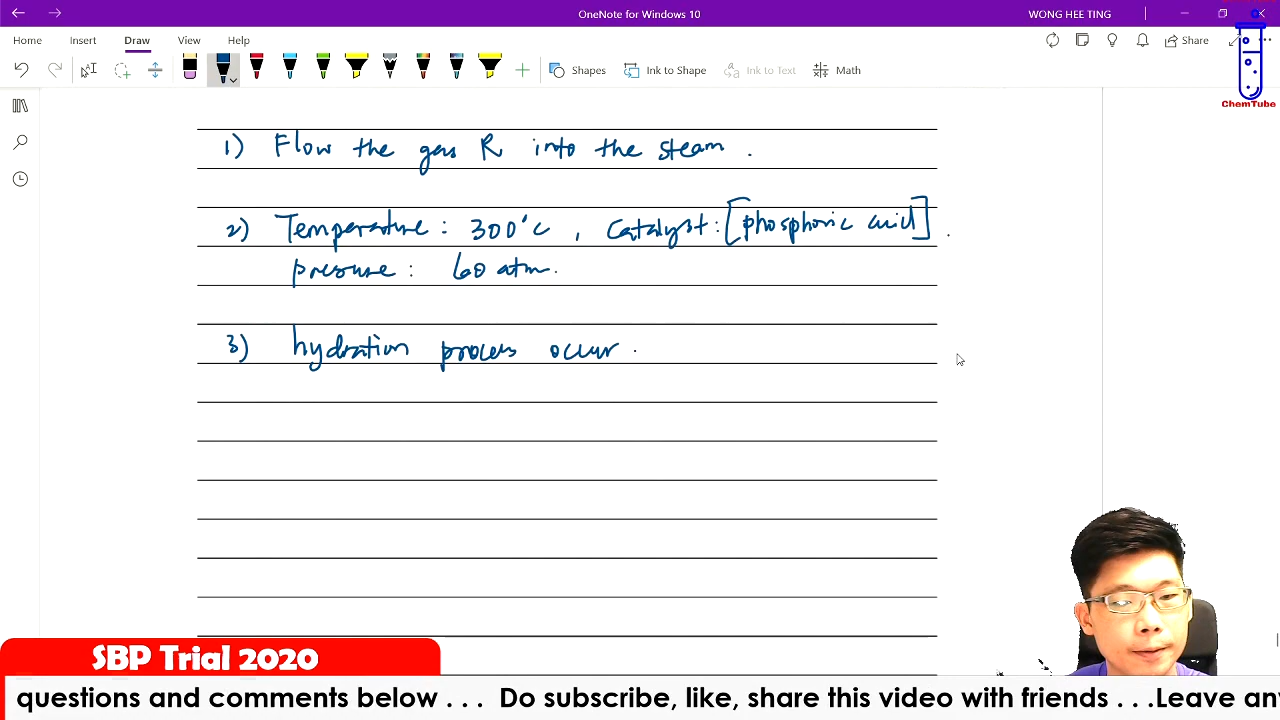 OneNote for Windows 10
WONG HEE TING
Home Insert Draw View Help
Share
Shapes Ink to Shape Ink to Text Math
ChemTube
1) Flow the gas R into the steam .
2) Temperature : 300°C , Catalyst : [phosphoric acid] .
pressure : 60 atm.
3) hydration process occur .
SBP Trial 2020
questions and comments below . . . Do subscribe, like, share this video with friends . . .Leave any